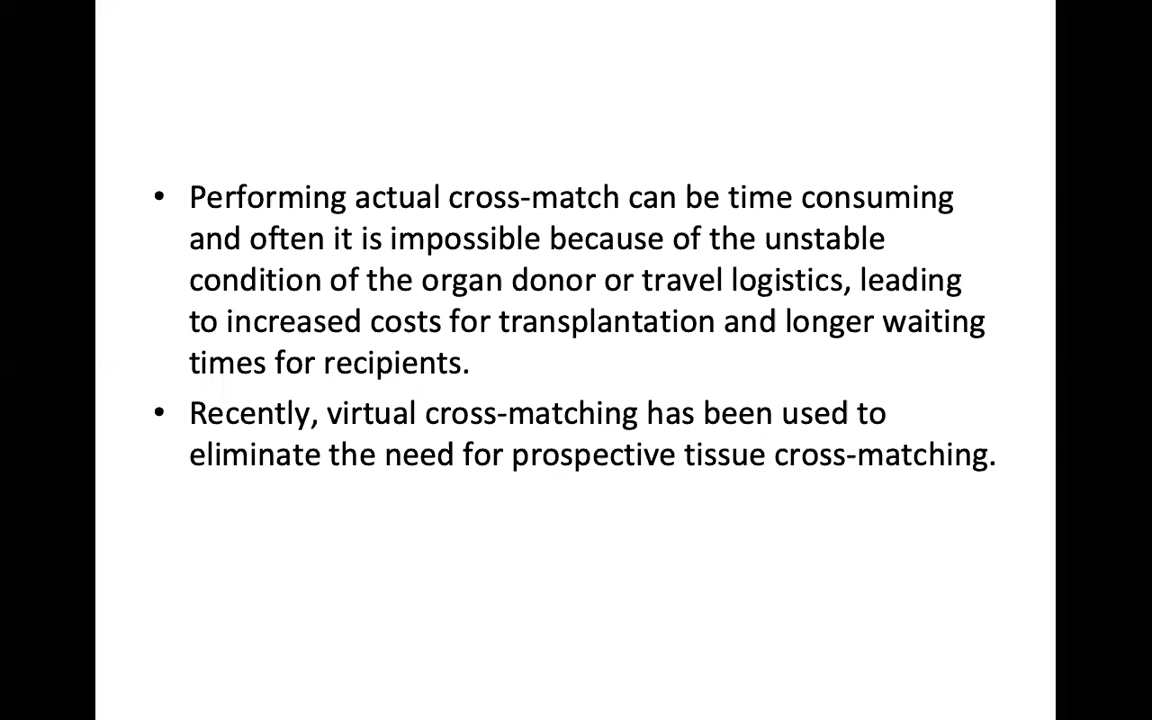 • Performing actual cross-match can be time consuming
and often it is impossible because of the unstable
condition of the organ donor or travel logistics, leading
to increased costs for transplantation and longer waiting
times for recipients.
• Recently, virtual cross-matching has been used to
eliminate the need for prospective tissue cross-matching.